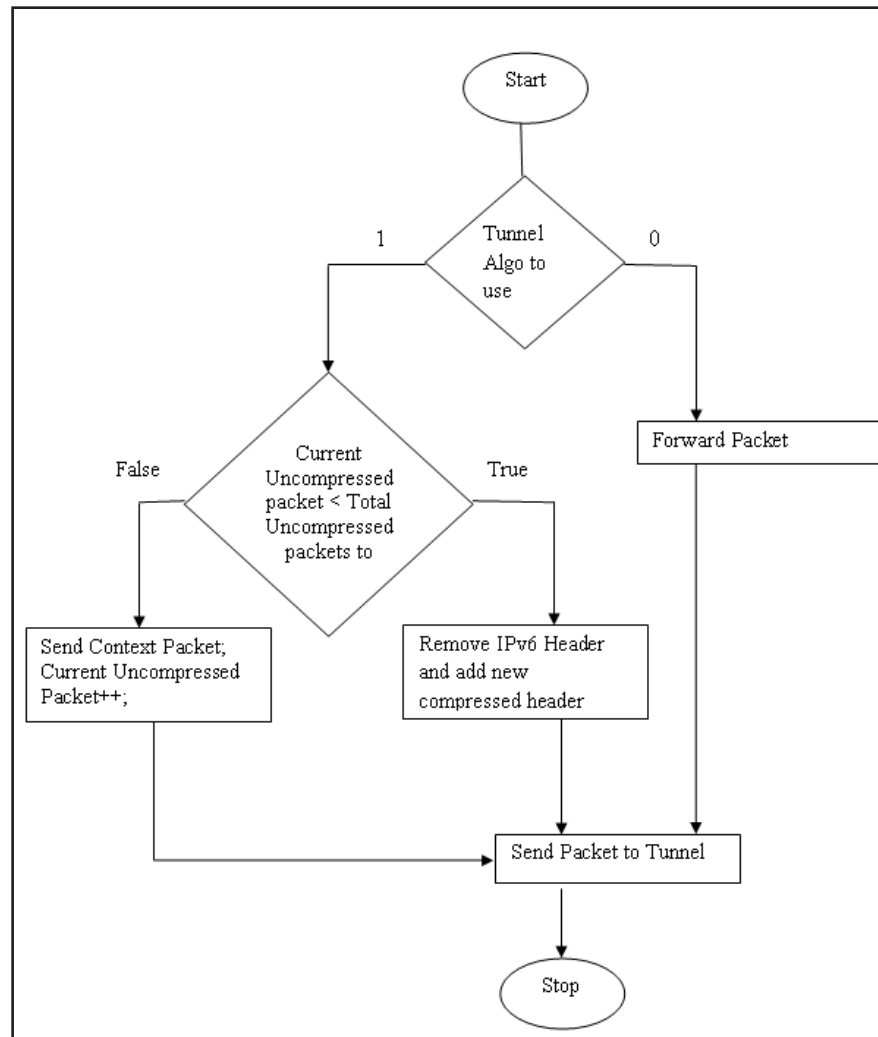 Start
1
Tunnel
Algo to
use
0
Forward Packet
False
Current
Uncompressed
packet < Total
Uncompressed
packets to
True
Send Context Packet;
Current Uncompressed
Packet++;
Remove IPv6 Header
and add new
compressed header
Send Packet to Tunnel
Stop